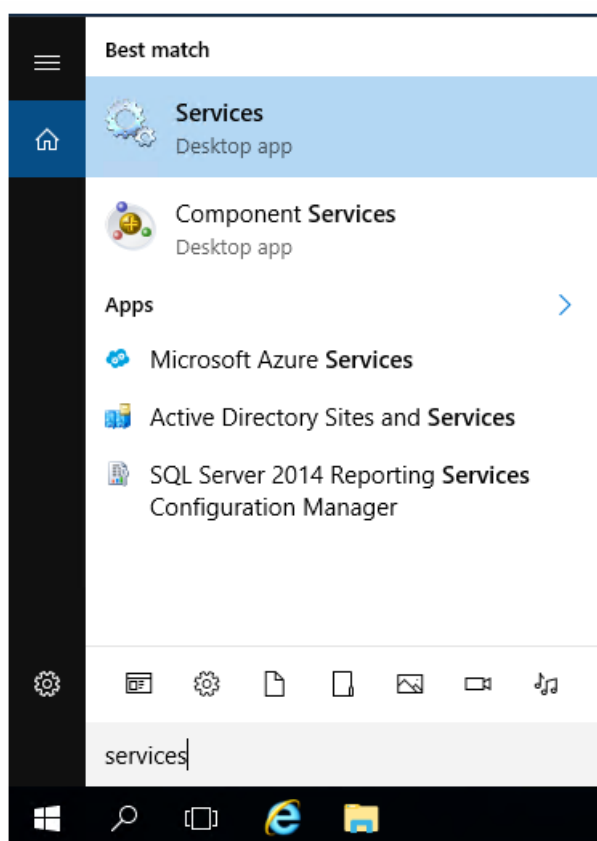 Best match
Services
Desktop app
Component Services
Desktop app
Apps
Microsoft Azure Services
Active Directory Sites and Services
SQL Server 2014 Reporting Services
Configuration Manager
services